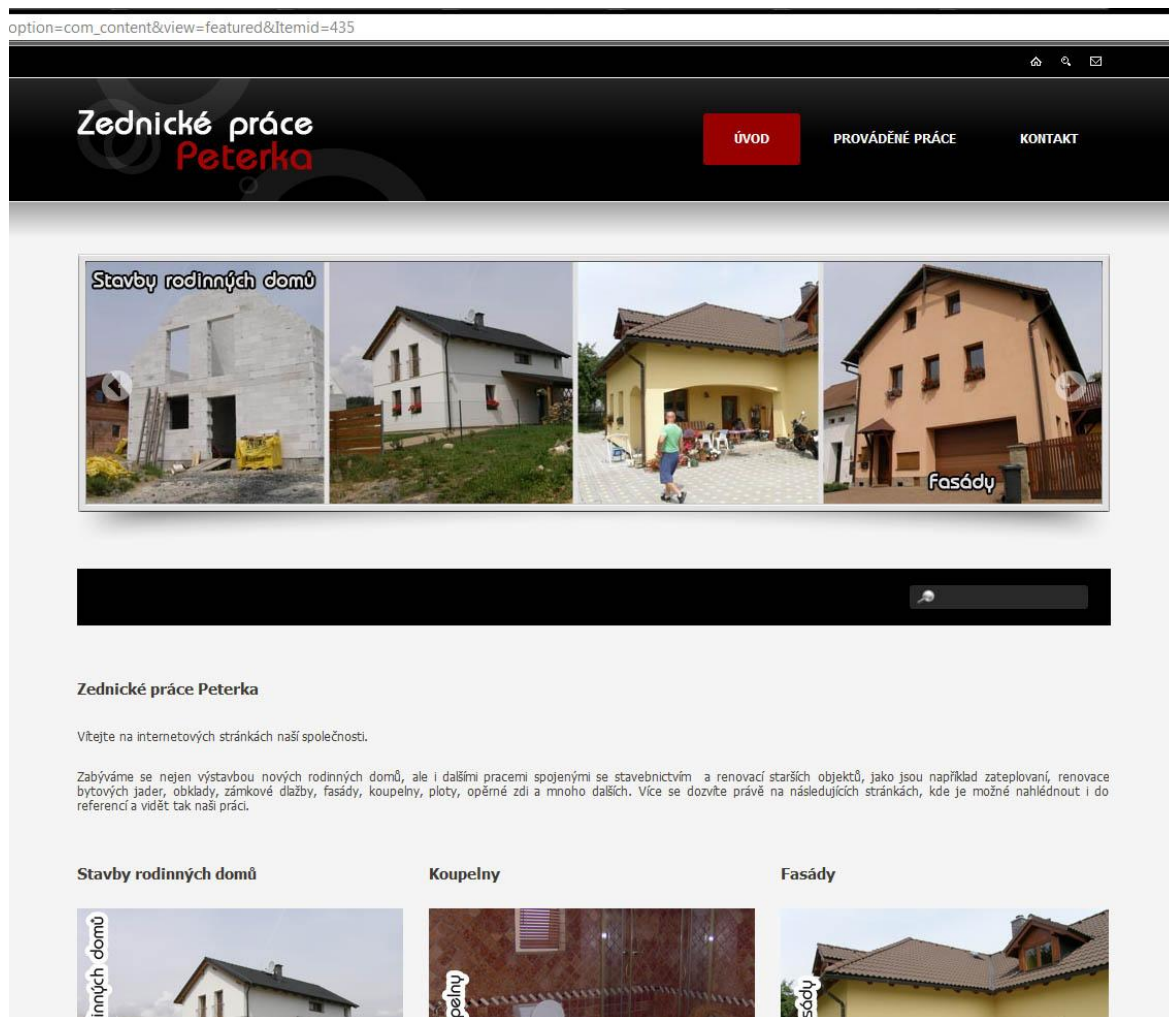 option=com_content&view=featured&Itemid=435
Zednické práce
Peterka
ÚVOD
PROVÁDĚNÉ PRÁCE
KONTAKT
Stavby rodinných domů
Fasády
Zednické práce Peterka
Vítejte na internetových stránkách naší společnosti.
Zabýváme se nejen výstavbou nových rodinných domů, ale i dalšími pracemi spojenými se stavebnictvím a renovací starších objektů, jako jsou například zateplovaní, renovace
bytových jader, obklady, zámkové dlažby, fasády, koupelny, ploty, opěrné zdi a mnoho dalších. Více se dozvíte právě na následujících stránkách, kde je možné nahlédnout i do
referencí a vidět tak naši práci.
Stavby rodinných domů
Koupelny
Fasády
inných domů
pelny
sády